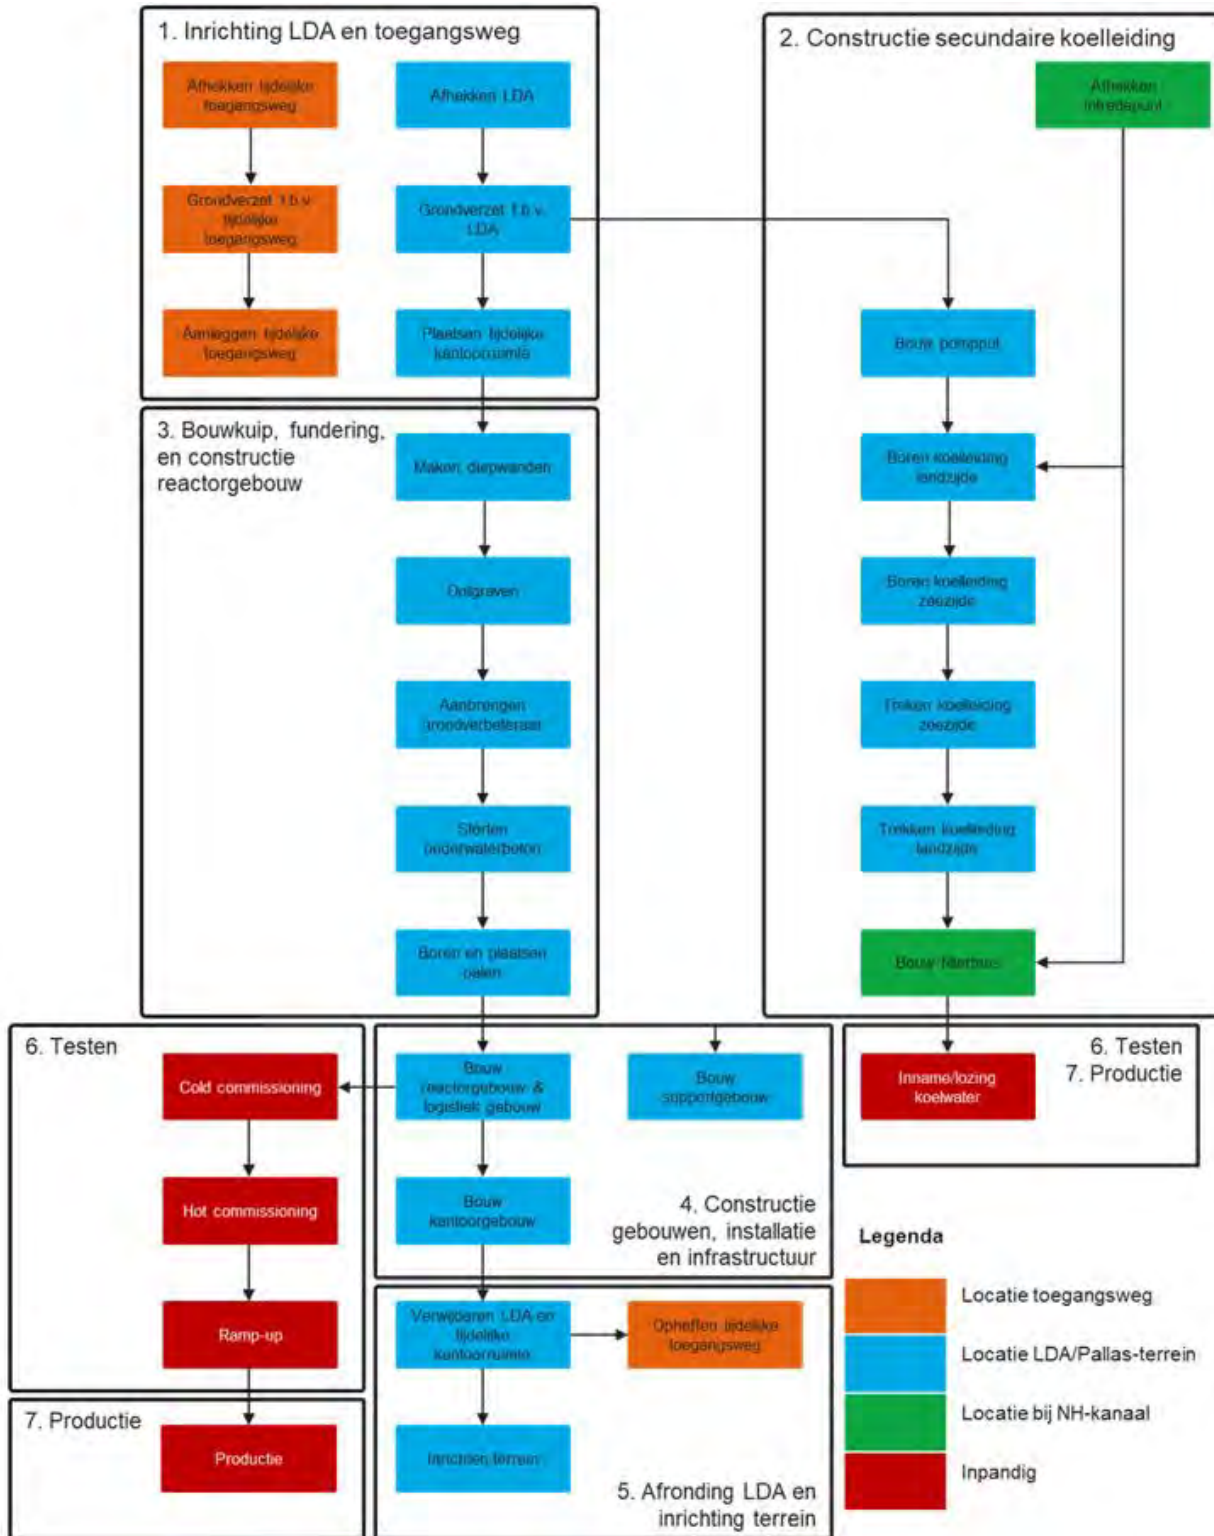 1. Inrichting LDA en toegangsweg
Afhekken tijdelijke
toegangsweg
Afhekken LDA
Grondverzet t.b.v.
tijdelijke
toegangsweg
Grondverzet t.b.v.
LDA
Aanleggen tijdelijke
toegangsweg
Plaatsen tijdelijke
kantoorruimte
2. Constructie secundaire koelleiding
Afhekken
intredepunt
Bouw pompput
Boren koelleiding
landzijde
Boren koelleiding
zeezijde
Trekken koelleiding
zeezijde
Trekken koelleiding
landzijde
Bouw filterhuis
3. Bouwkuip, fundering,
en constructie
reactorgebouw
Maken diepwanden
Ontgraven
Aanbrengen
grondverbeteraar
Storten
onderwaterbeton
Boren en plaatsen
palen
6. Testen
Cold commissioning
Hot commissioning
Ramp-up
Bouw
reactorgebouw &
logistiek gebouw
Bouw
supportgebouw
Bouw
kantoorgebouw
4. Constructie
gebouwen, installatie
en infrastructuur
6. Testen
7. Productie
Inname/lozing
koelwater
7. Productie
Productie
Verwijderen LDA en
tijdelijke
kantoorruimte
Opheffen tijdelijke
toegangsweg
Inrichten terrein
5. Afronding LDA en
inrichting terrein
Legenda
Locatie toegangsweg
Locatie LDA/Pallas-terrein
Locatie bij NH-kanaal
Inpandig